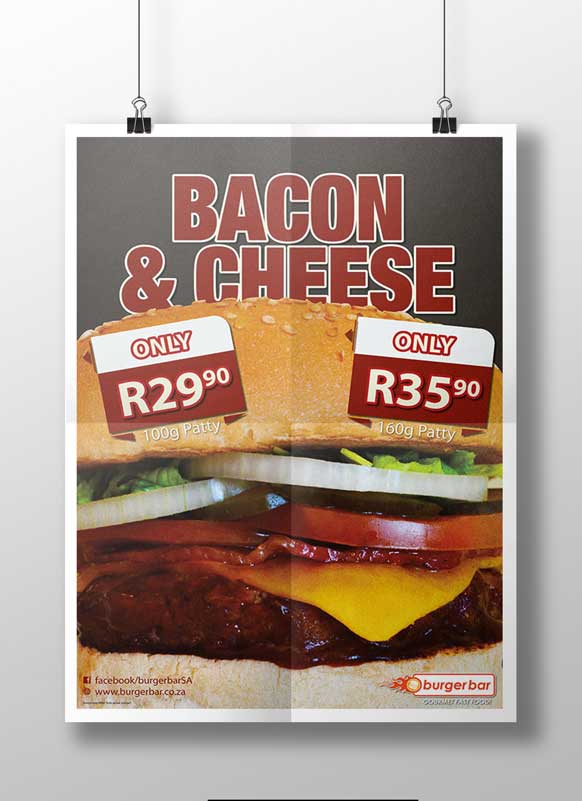 BACON
& CHEESE
ONLY
R29⁹⁰
100g Patty
ONLY
R35⁹⁰
160g Patty
facebook/burgerbarSA
www.burgerbar.co.za
burgerbar
GOURMET FAST FOOD!